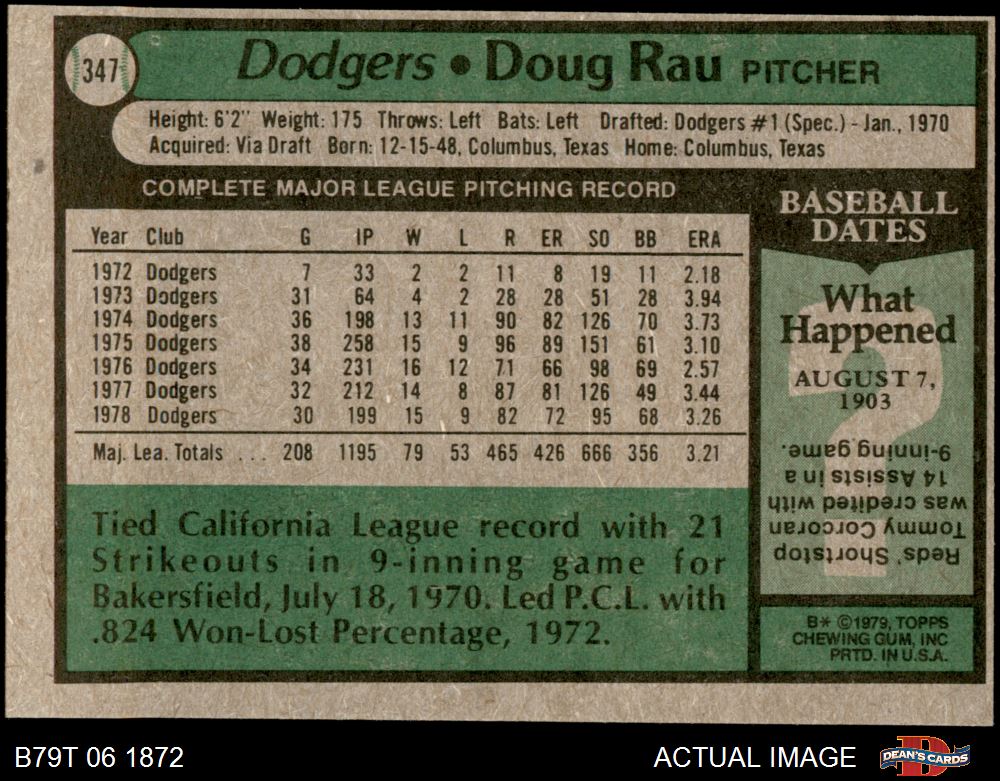 347
Dodgers • Doug Rau PITCHER
Height: 6'2" Weight: 175 Throws: Left Bats: Left Drafted: Dodgers #1 (Spec.) - Jan., 1970
Acquired: Via Draft Born: 12-15-48, Columbus, Texas Home: Columbus, Texas
COMPLETE MAJOR LEAGUE PITCHING RECORD
Year Club G IP W L R ER SO BB ERA
1972 Dodgers 7 33 2 2 11 8 19 11 2.18
1973 Dodgers 31 64 4 2 28 28 51 28 3.94
1974 Dodgers 36 198 13 11 90 82 126 70 3.73
1975 Dodgers 38 258 15 9 96 89 151 61 3.10
1976 Dodgers 34 231 16 12 71 66 98 69 2.57
1977 Dodgers 32 212 14 8 87 81 126 49 3.44
1978 Dodgers 30 199 15 9 82 72 95 68 3.26
Maj. Lea. Totals ... 208 1195 79 53 465 426 666 356 3.21
Tied California League record with 21
Strikeouts in 9-inning game for
Bakersfield, July 18, 1970. Led P.C.L. with
.824 Won-Lost Percentage, 1972.
BASEBALL
DATES
What
Happened
AUGUST 7,
1903
?
Reds' Shortstop
Tommy Corcoran
was credited with
14 Assists in a
9-inning game.
B* ©1979, TOPPS
CHEWING GUM, INC
PRTD. IN U.S.A.
B79T 06 1872
ACTUAL IMAGE
D
DEAN'S CARDS